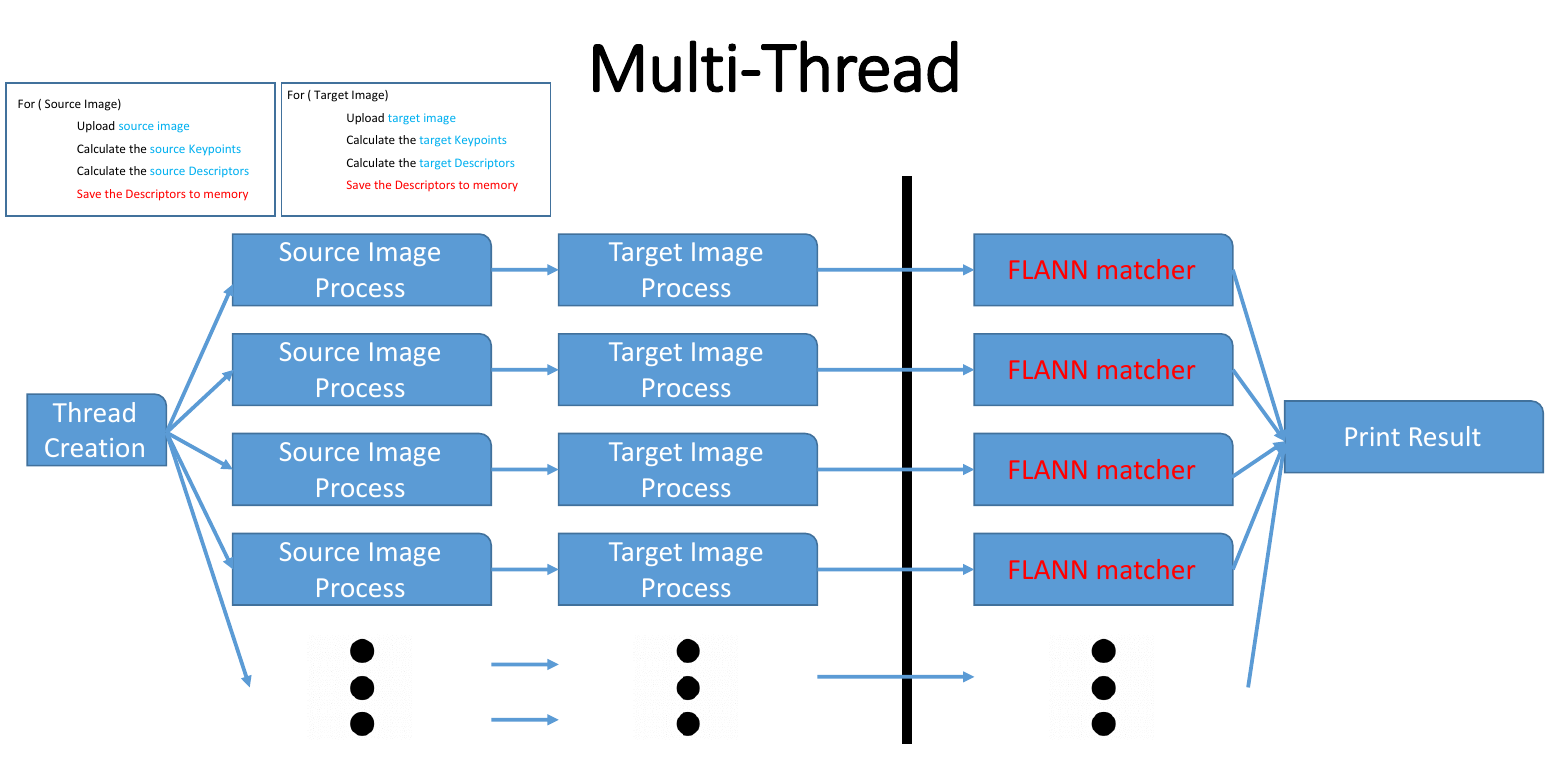 Multi-Thread
For ( Source Image)
Upload source image
Calculate the source Keypoints
Calculate the source Descriptors
Save the Descriptors to memory
For ( Target Image)
Upload target image
Calculate the target Keypoints
Calculate the target Descriptors
Save the Descriptors to memory
Thread
Creation
Source Image
Process
Target Image
Process
FLANN matcher
Source Image
Process
Target Image
Process
FLANN matcher
Source Image
Process
Target Image
Process
FLANN matcher
Source Image
Process
Target Image
Process
FLANN matcher
Print Result